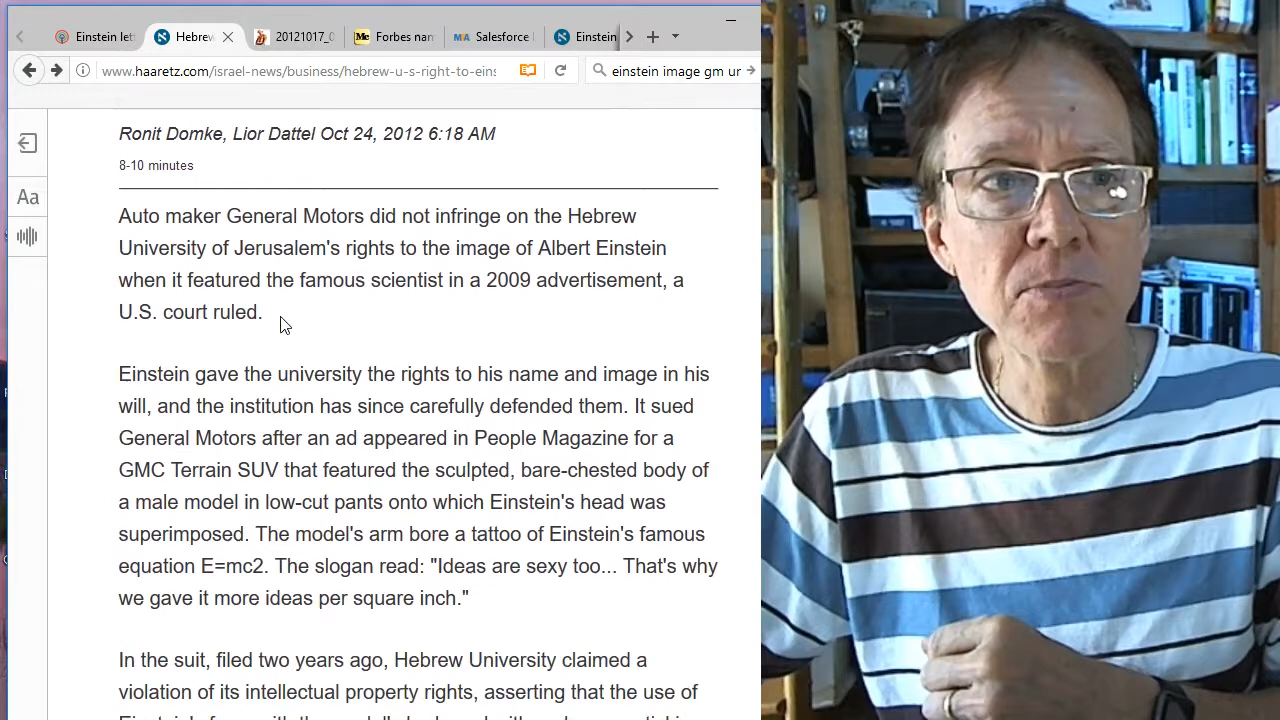 Einstein let
Hebrew
20121017_0
Forbes nan
MIA
Salesforce
Einstein
www.haaretz.com/israel-news/business/hebrew-u-s-right-to-eins
einstein image gm ur
Ronit Domke, Lior Dattel Oct 24, 2012 6:18 AM
8-10 minutes
Aa
Auto maker General Motors did not infringe on the Hebrew
University of Jerusalem's rights to the image of Albert Einstein
when it featured the famous scientist in a 2009 advertisement, a
U.S. court ruled.
Einstein gave the university the rights to his name and image in his
will, and the institution has since carefully defended them. It sued
General Motors after an ad appeared in People Magazine for a
GMC Terrain SUV that featured the sculpted, bare-chested body of
a male model in low-cut pants onto which Einstein's head was
superimposed. The model's arm bore a tattoo of Einstein's famous
equation E=mc2. The slogan read: "Ideas are sexy too... That's why
we gave it more ideas per square inch."
In the suit, filed two years ago, Hebrew University claimed a
violation of its intellectual property rights, asserting that the use of